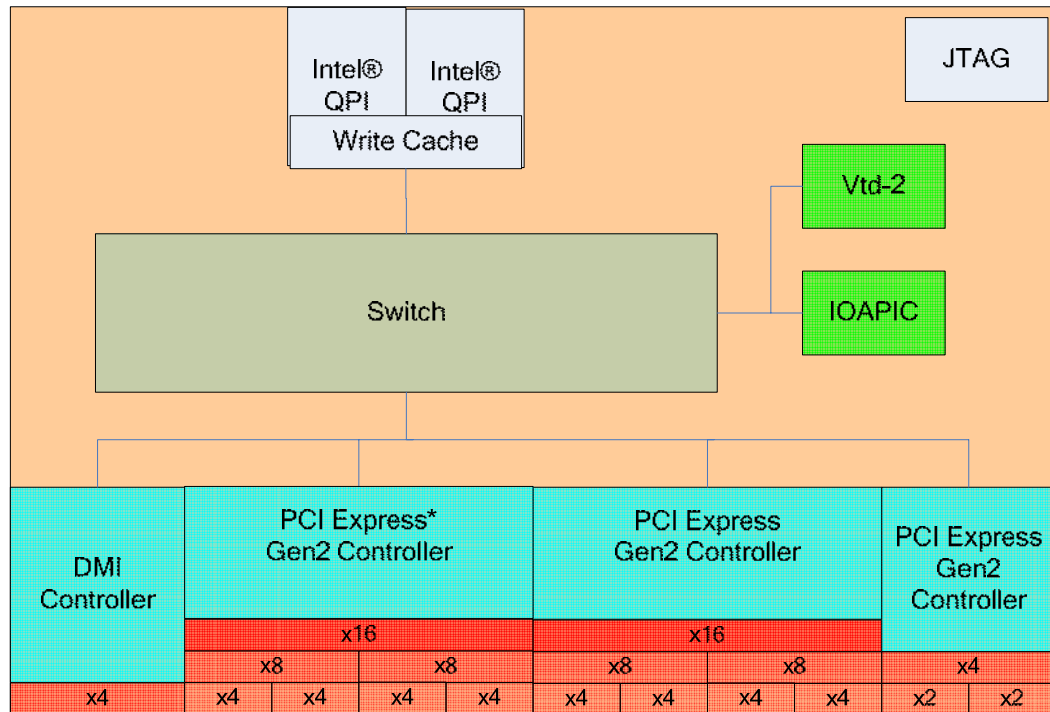 Intel®
QPI
Intel®
QPI
Write Cache
JTAG
Vtd-2
Switch
IOAPIC
DMI
Controller
PCI Express*
Gen2 Controller
PCI Express
Gen2 Controller
PCI Express
Gen2
Controller
x16
x16
x8
x8
x8
x8
x4
x4
x4
x4
x4
x4
x4
x4
x4
x4
x2
x2